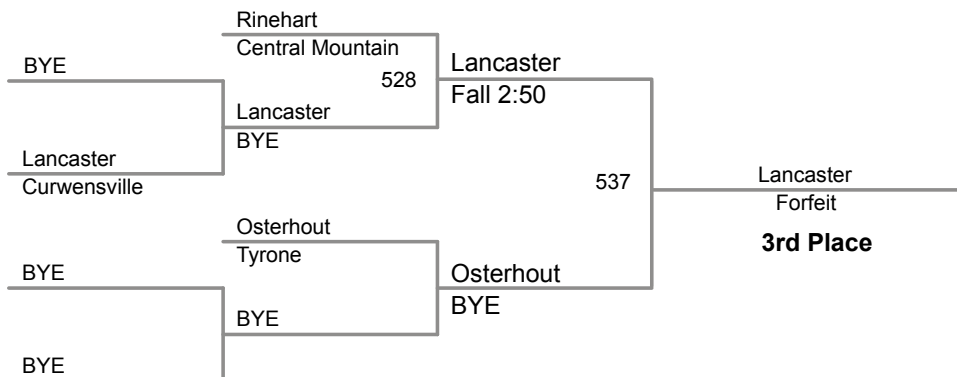 Rinehart
Central Mountain
BYE
528
Lancaster
Fall 2:50
Lancaster
BYE
Lancaster
Curwensville
537
Lancaster
Forfeit
3rd Place
Osterhout
Tyrone
BYE
Osterhout
BYE
BYE
BYE